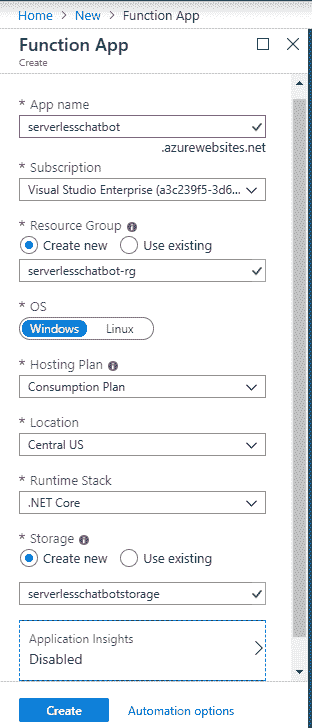 Home > New > Function App
Function App
Create
* App name
serverlesschatbot
.azurewebsites.net
* Subscription
Visual Studio Enterprise (a3c239f5-3d6...
* Resource Group
Create new Use existing
serverlesschatbot-rg
* OS
Windows Linux
* Hosting Plan
Consumption Plan
* Location
Central US
* Runtime Stack
.NET Core
* Storage
Create new Use existing
serverlesschatbotstorage
Application Insights
Disabled
Create Automation options